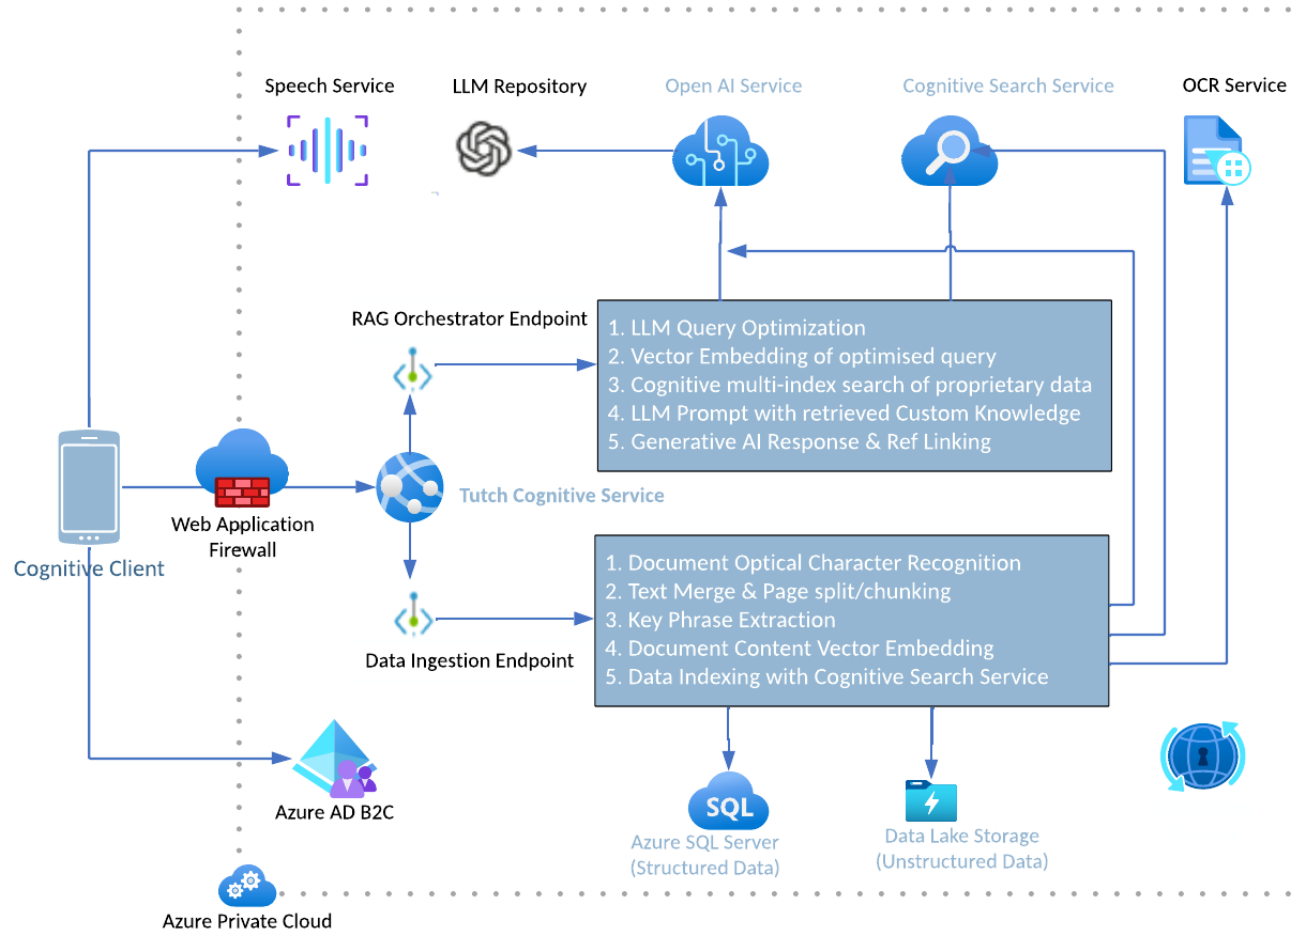 Speech Service
LLM Repository
Open AI Service
Cognitive Search Service
OCR Service
RAG Orchestrator Endpoint
1. LLM Query Optimization
2. Vector Embedding of optimised query
3. Cognitive multi-index search of proprietary data
4. LLM Prompt with retrieved Custom Knowledge
5. Generative AI Response & Ref Linking
Tutch Cognitive Service
Web Application
Firewall
Cognitive Client
1. Document Optical Character Recognition
2. Text Merge & Page split/chunking
3. Key Phrase Extraction
4. Document Content Vector Embedding
5. Data Indexing with Cognitive Search Service
Data Ingestion Endpoint
Azure AD B2C
SQL
Azure SQL Server
(Structured Data)
Data Lake Storage
(Unstructured Data)
Azure Private Cloud